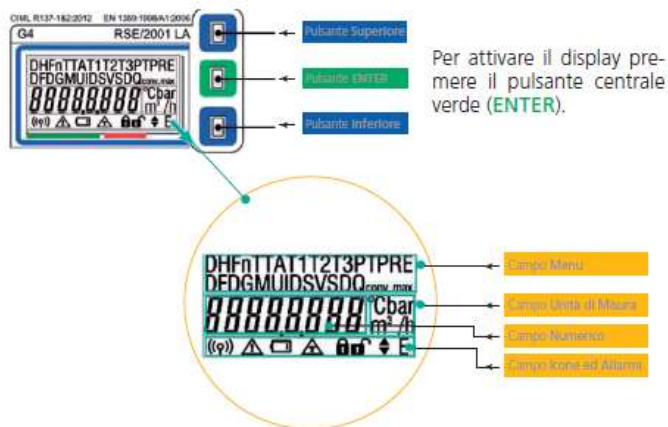 OIML R137-1&2:2012 EN 1359:1998/A1:2006
G4 RSE/2001 LA
DHFnTTAT1T2T3PTPRE
DFDGMUIDSVSDQconv.max
88888888 °Cbar
m³ /h
E
Pulsante Superiore
Pulsante ENTER
Pulsante Inferiore
Per attivare il display pre-
mere il pulsante centrale
verde (ENTER).
DHFnTTAT1T2T3PTPRE
DFDGMUIDSVSDQconv.max
88888888 °Cbar
m³ /h
E
Campo Menu
Campo Unità di Misura
Campo Numerico
Campo Icone ed Allarmi